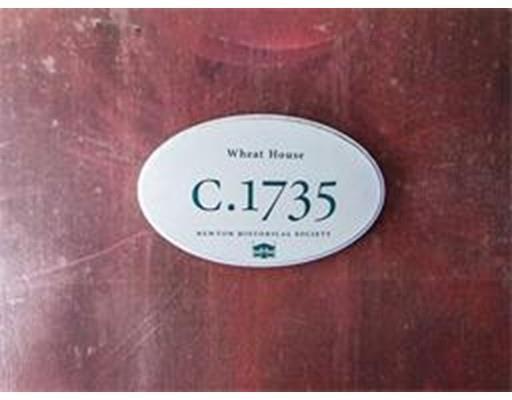 Wheat House
C.1735
NEWTON HISTORICAL SOCIETY